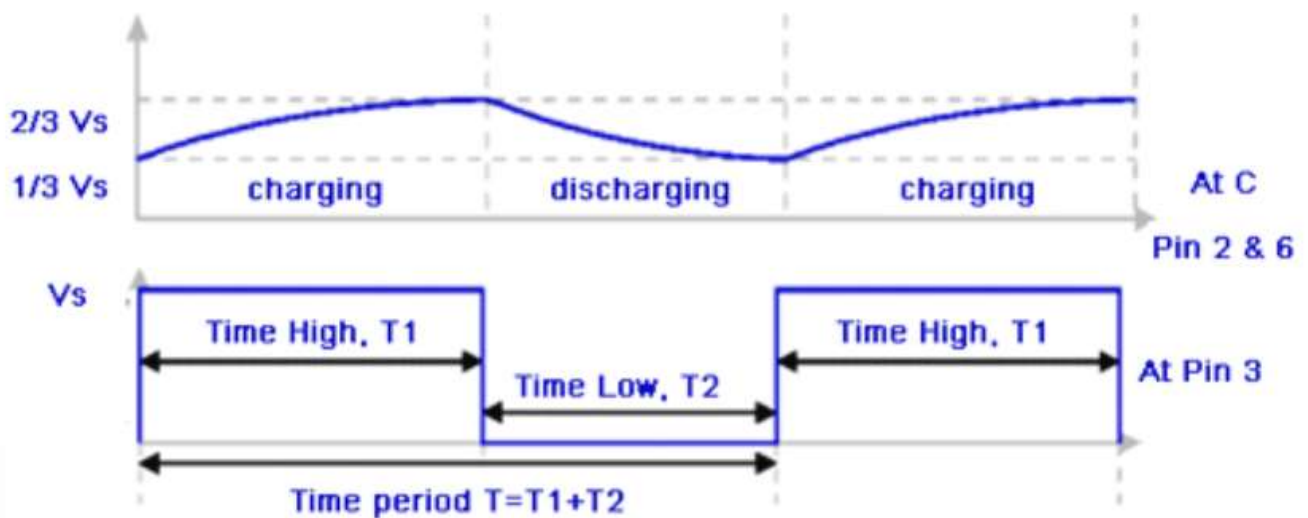 2/3 Vs
1/3 Vs
charging
discharging
charging
At C
Pin 2 & 6
Vs
Time High, T1
Time High, T1
Time Low, T2
At Pin 3
Time period T=T1+T2